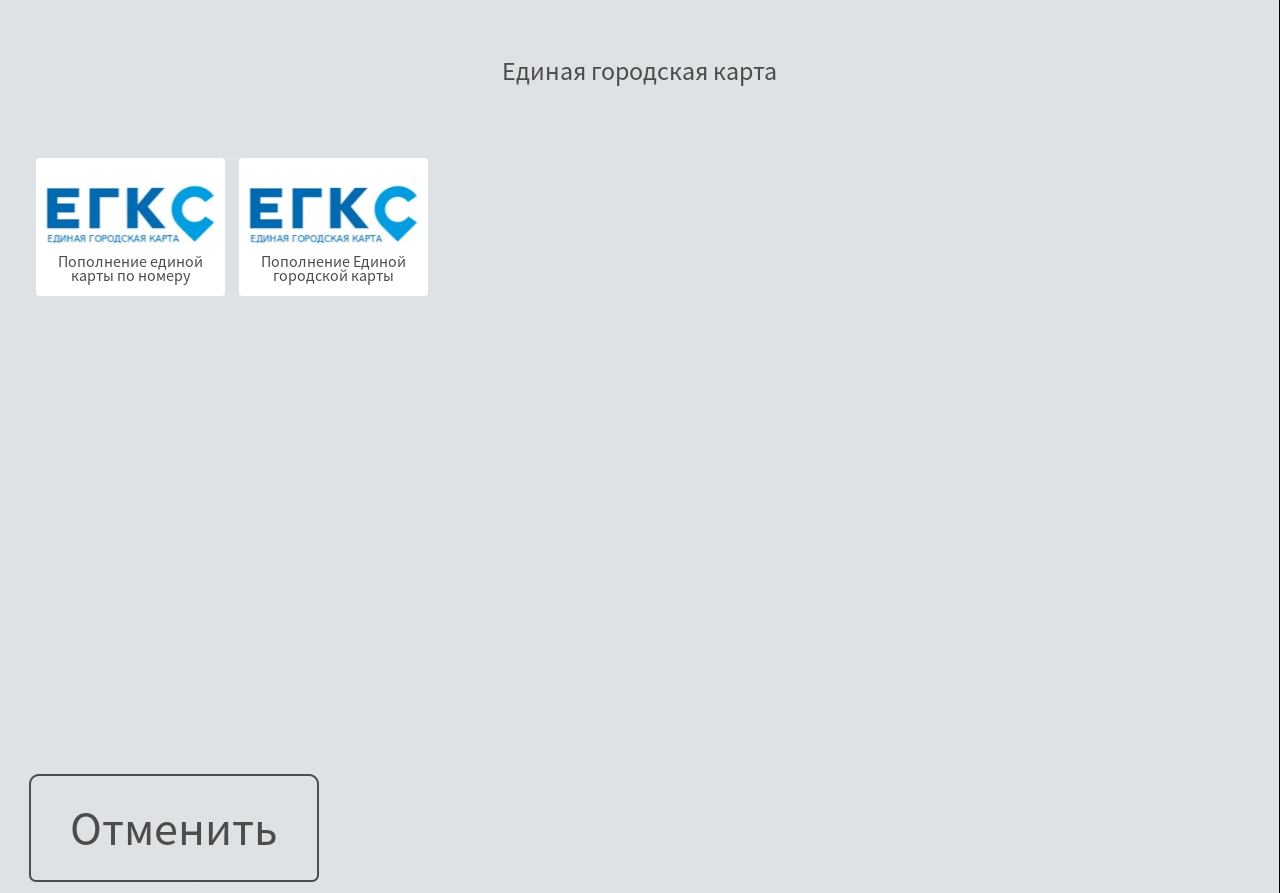 Единая городская карта
ЕГКС
ЕДИНАЯ ГОРОДСКАЯ КАРТА
Пополнение единой
карты по номеру
ЕГКС
ЕДИНАЯ ГОРОДСКАЯ КАРТА
Пополнение Единой
городской карты
Отменить